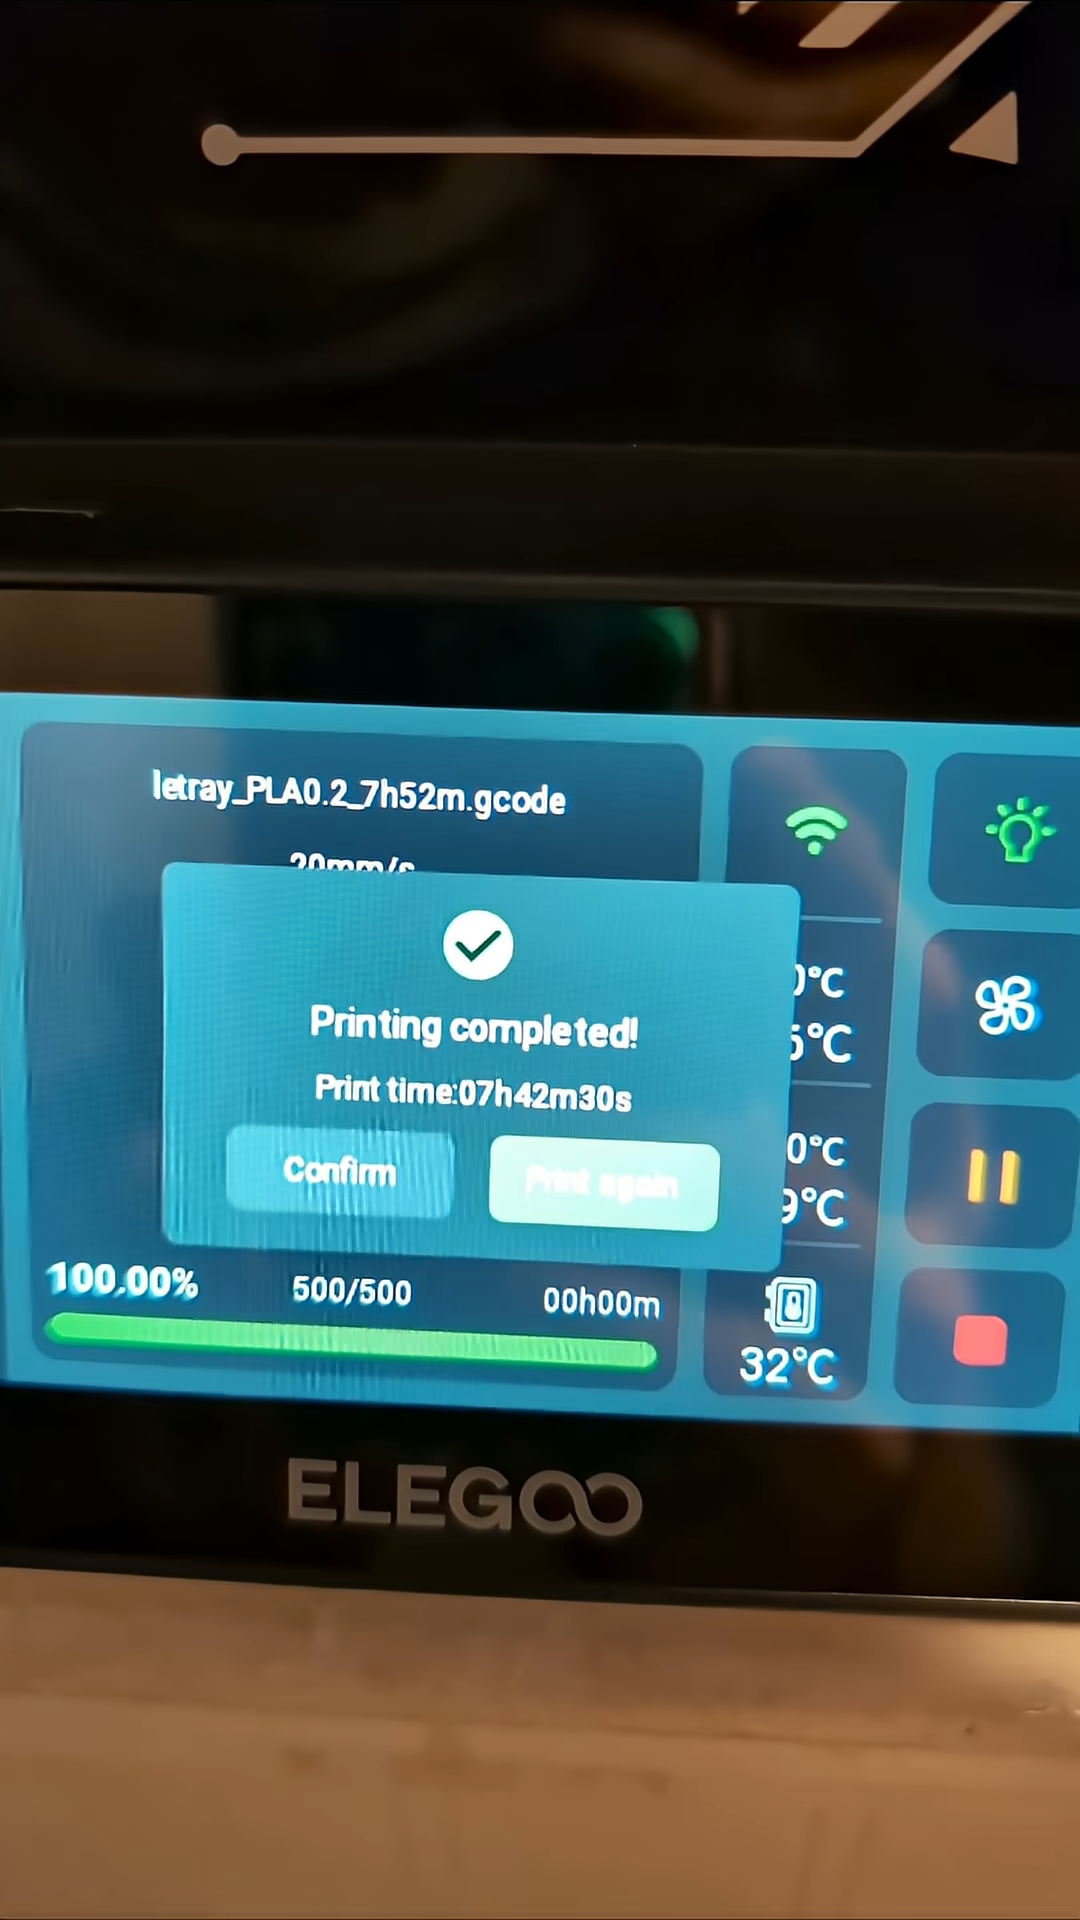 letray_PLA0.2_7h52m.gcode
20mm/s
Printing completed!
Print time:07h42m30s
Confirm
Print again
0°C
5°C
0°C
9°C
100.00%
500/500
00h00m
32°C
ELEGOO